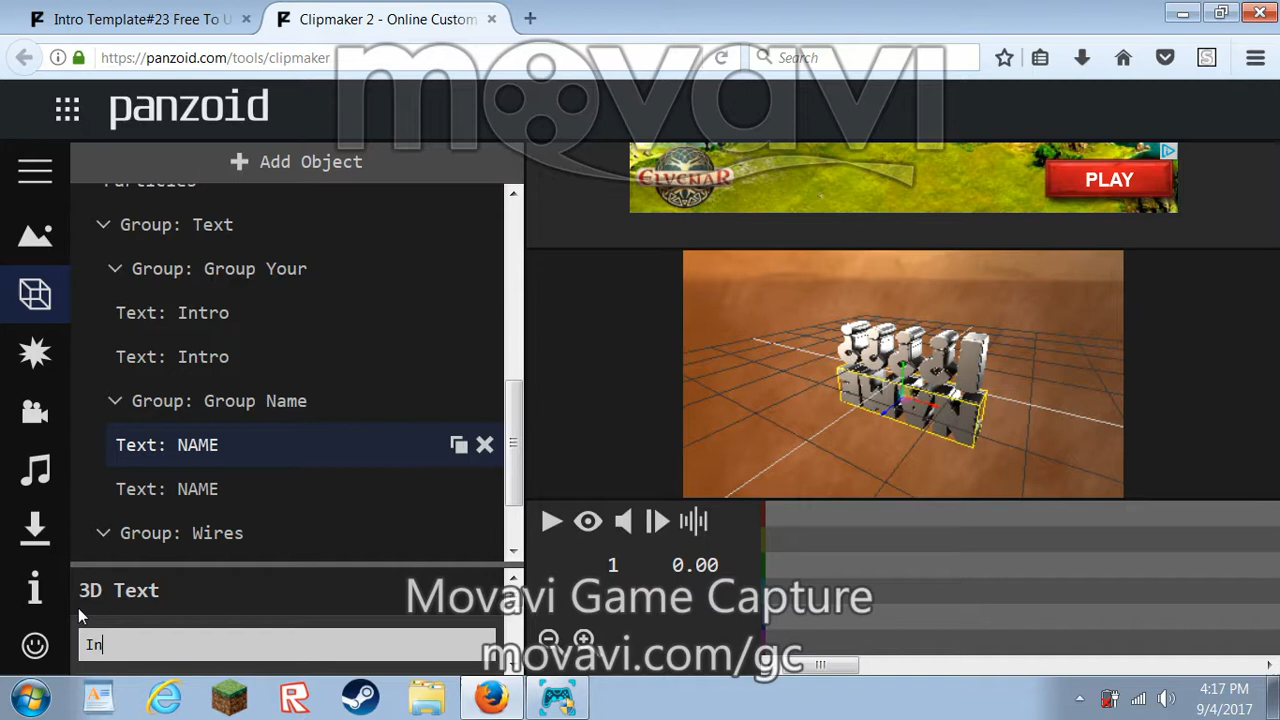 Intro Template#23 Free To U
Clipmaker 2 - Online Custom
https://panzoid.com/tools/clipmaker
Search
S
movavi
panzoid
Add Object
ELVENAR
PLAY
Particles
Group: Text
Group: Group Your
Text: Intro
Text: Intro
Group: Group Name
Text: NAME
Text: NAME
Group: Wires
1
0.00
3D Text
In
Movavi Game Capture
movavi.com/gc
4:17 PM
9/4/2017